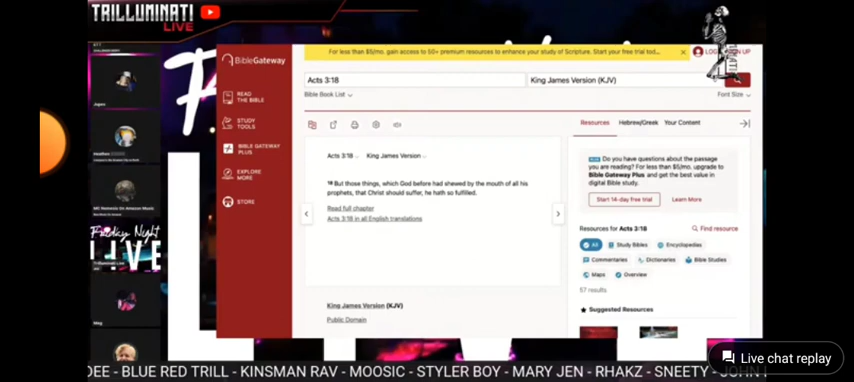 TRILLUMINATI
LIVE
BibleGateway
For less than $5/mo. gain access to 50+ premium resources to enhance your study of Scripture. Start your free trial tod...
UP
Acts 3:18
King James Version (KJV)
Bible Book List
Font Size
READ
THE BIBLE
STUDY
TOOLS
BIBLE GATEWAY
PLUS
EXPLORE
MORE
STORE
Resources
Hebrew/Greek
Your Content
Acts 3:18
King James Version
18 But those things, which God before had shewed by the mouth of all his
prophets, that Christ should suffer, he hath so fulfilled.
Read full chapter
Acts 3:18 in all English translations
King James Version (KJV)
Public Domain
Do you have questions about the passage
you are reading? For less than $5/mo. upgrade to
Bible Gateway Plus and get the best value in
digital Bible study.
Start 14-day free trial
Learn More
Resources for Acts 3:18
Find resource
All
Study Bibles
Encyclopedias
Commentaries
Dictionaries
Bible Studies
Maps
Overview
57 results
Suggested Resources
Friday Night
LIVE
Trilluminati Live
Meg
DEE - BLUE RED TRILL - KINSMAN RAV - MOOSIC - STYLER BOY - MARY JEN - RHAKZ - SNEETY - JOHN
Live chat replay